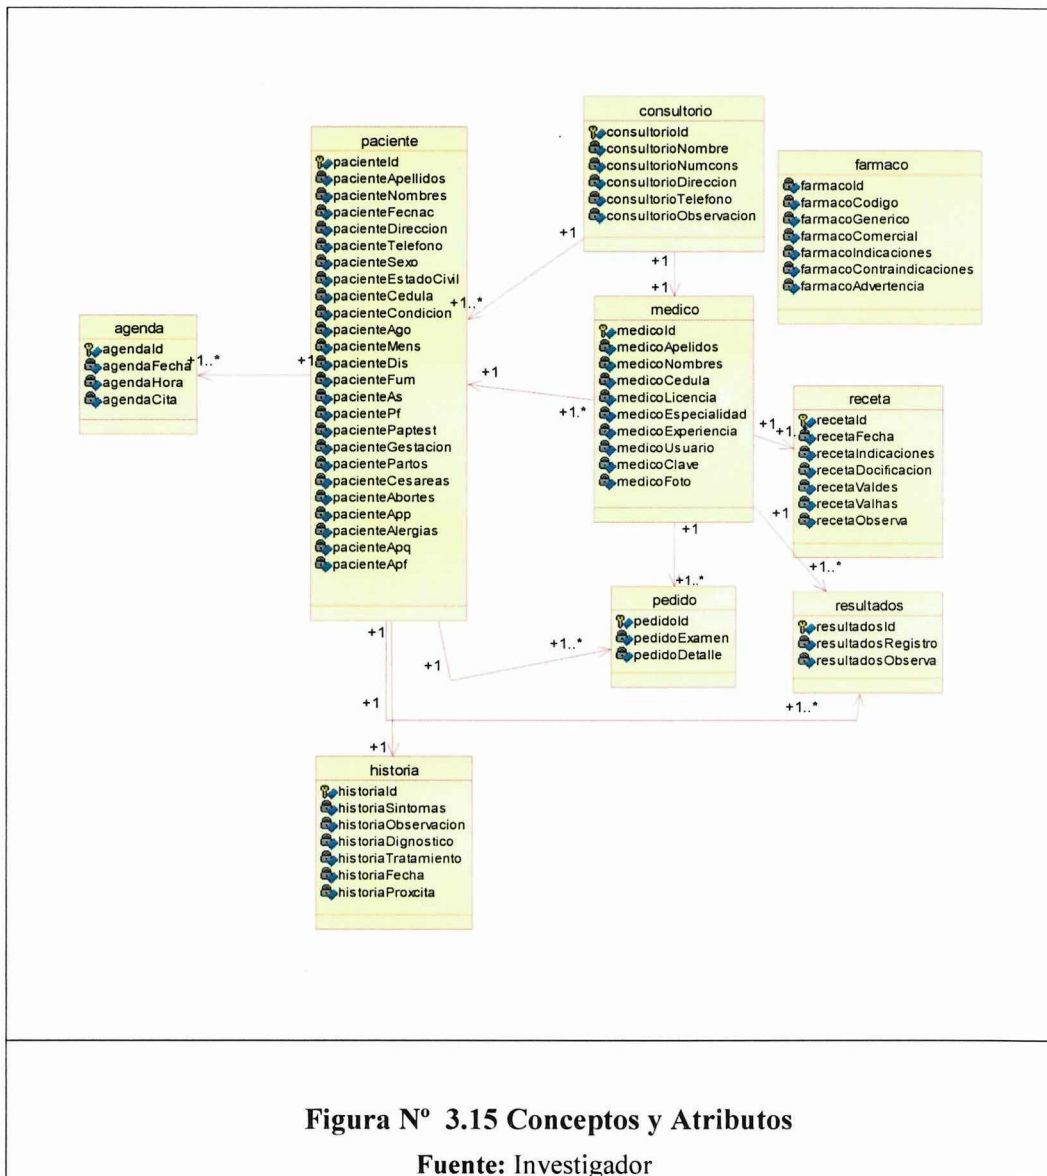 consultorio
consultorioId
consultorioNombre
consultorioNumcons
consultorioDireccion
consultorioTelefono
consultorioObservacion
paciente
pacienteId
pacienteApellidos
pacienteNombres
pacienteFecnac
pacienteDireccion
pacienteTelefono
pacienteSexo
pacienteEstadoCivil
pacienteCedula
pacienteCondicion
pacienteAgo
pacienteMens
pacienteDis
pacienteFum
pacienteAs
pacientePf
pacientePaptest
pacienteGestacion
pacientePartos
pacienteCesareas
pacienteAbortes
pacienteApp
pacienteAlergias
pacienteApq
pacienteApf
farmaco
farmacoId
farmacoCodigo
farmacoGenerico
farmacoComercial
farmacoIndicaciones
farmacoContraindicaciones
farmacoAdvertencia
+1
+1
+1
+1..*
agenda
agendaId
agendaFecha
agendaHora
agendaCita
+1..*
+1
medico
medicoId
medicoApelidos
medicoNombres
medicoCedula
medicoLicencia
medicoEspecialidad
medicoExperiencia
medicoUsuario
medicoClave
medicoFoto
+1
+1.*
receta
recetaId
recetaFecha
recetaIndicaciones
recetaDocificacion
recetaValdes
recetaValhas
recetaObserva
+1
+1.
+1
+1
+1..*
+1..*
pedido
pedidoId
pedidoExamen
pedidoDetalle
resultados
resultadosId
resultadosRegistro
resultadosObserva
+1
+1
+1..*
+1
+1..*
+1
historia
historiaId
historiaSintomas
historiaObservacion
historiaDignostico
historiaTratamiento
historiaFecha
historiaProxcita
Figura Nº 3.15 Conceptos y Atributos
Fuente: Investigador